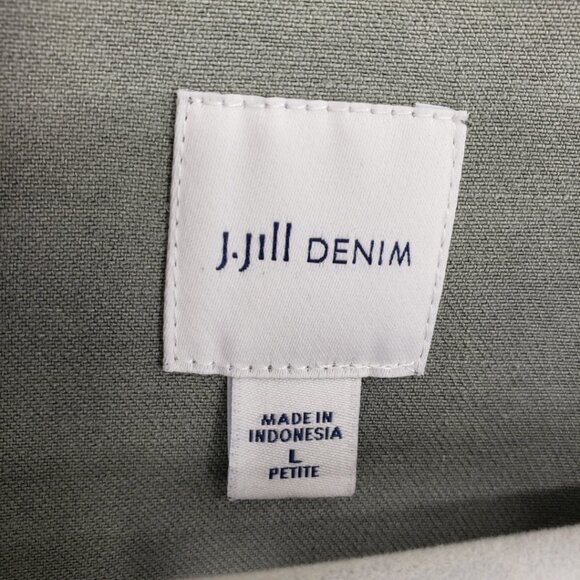 J.Jill DENIM
MADE IN
INDONESIA
L
PETITE